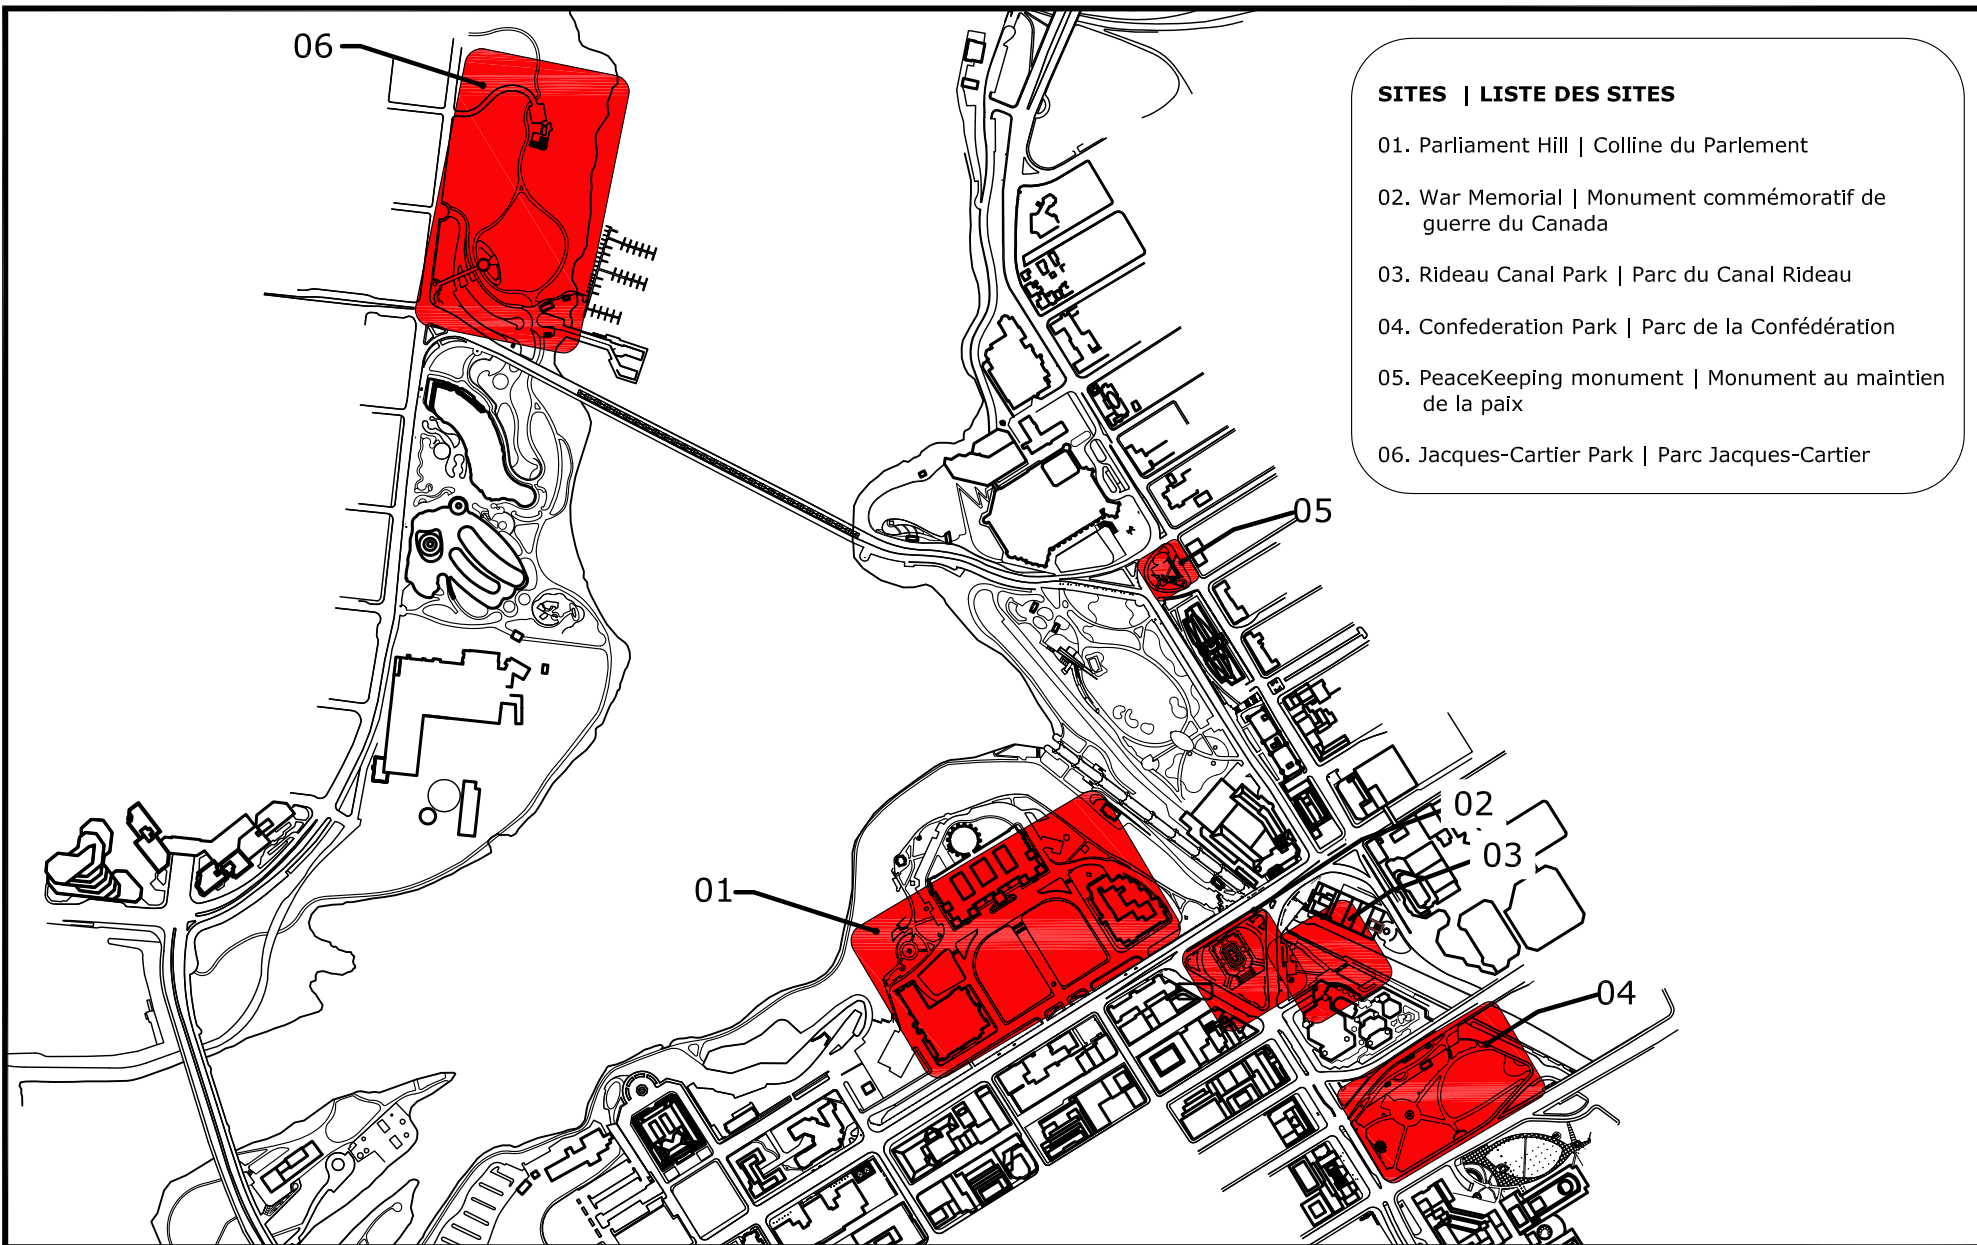 06
SITES | LISTE DES SITES
01. Parliament Hill | Colline du Parlement
02. War Memorial | Monument commémoratif de
guerre du Canada
03. Rideau Canal Park | Parc du Canal Rideau
04. Confederation Park | Parc de la Confédération
05. PeaceKeeping monument | Monument au maintien
de la paix
06. Jacques-Cartier Park | Parc Jacques-Cartier
05
02
03
01
04